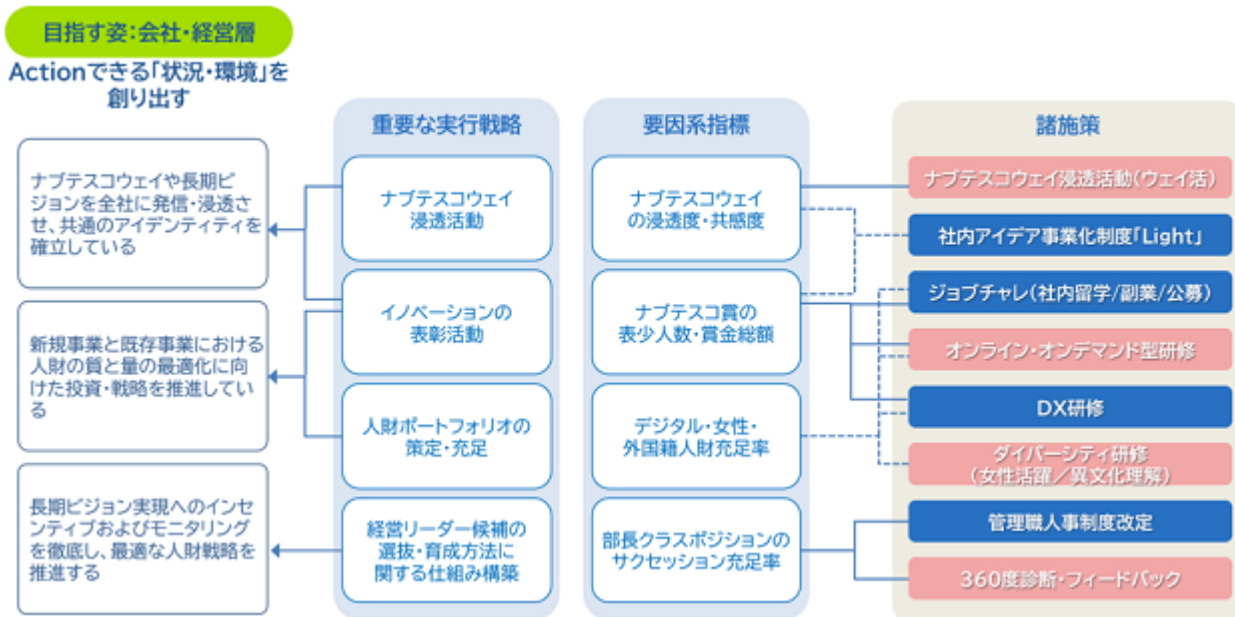 目指す姿:会社・経営層
Actionできる「状況・環境」を
創り出す
ナブテスコウェイや長期ビ
ジョンを全社に発信・浸透さ
せ、共通のアイデンティティを
確立している
新規事業と既存事業における
人財の質と量の最適化に向
けた投資・戦略を推進してい
る
長期ビジョン実現へのインセ
ンティブおよびモニタリング
を徹底し、最適な人財戦略を
推進する
重要な実行戦略
ナブテスコウェイ
浸透活動
イノベーションの
表彰活動
人財ポートフォリオの
策定・充足
経営リーダー候補の
選抜・育成方法に
関する仕組み構築
要因系指標
ナブテスコウェイ
の浸透度・共感度
ナブテスコ賞の
表少人数・賞金総額
デジタル・女性・
外国籍人財充足率
部長クラスポジションの
サクセッション充足率
諸施策
ナブテスコウェイ浸透活動(ウェイ活)
社内アイデア事業化制度「Light」
ジョブチャレ(社内留学/副業/公募)
オンライン・オンデマンド型研修
DX研修
ダイバーシティ研修
(女性活躍/異文化理解)
管理職人事制度改定
360度診断・フィードバック